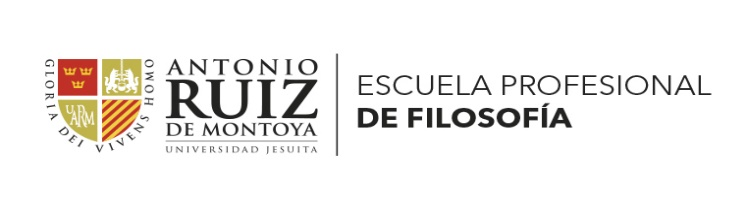 GLORIA DEI VIVENS HOMO
UARM
ANTONIO
RUIZ
DE MONTOYA
UNIVERSIDAD JESUITA
ESCUELA PROFESIONAL
DE FILOSOFÍA